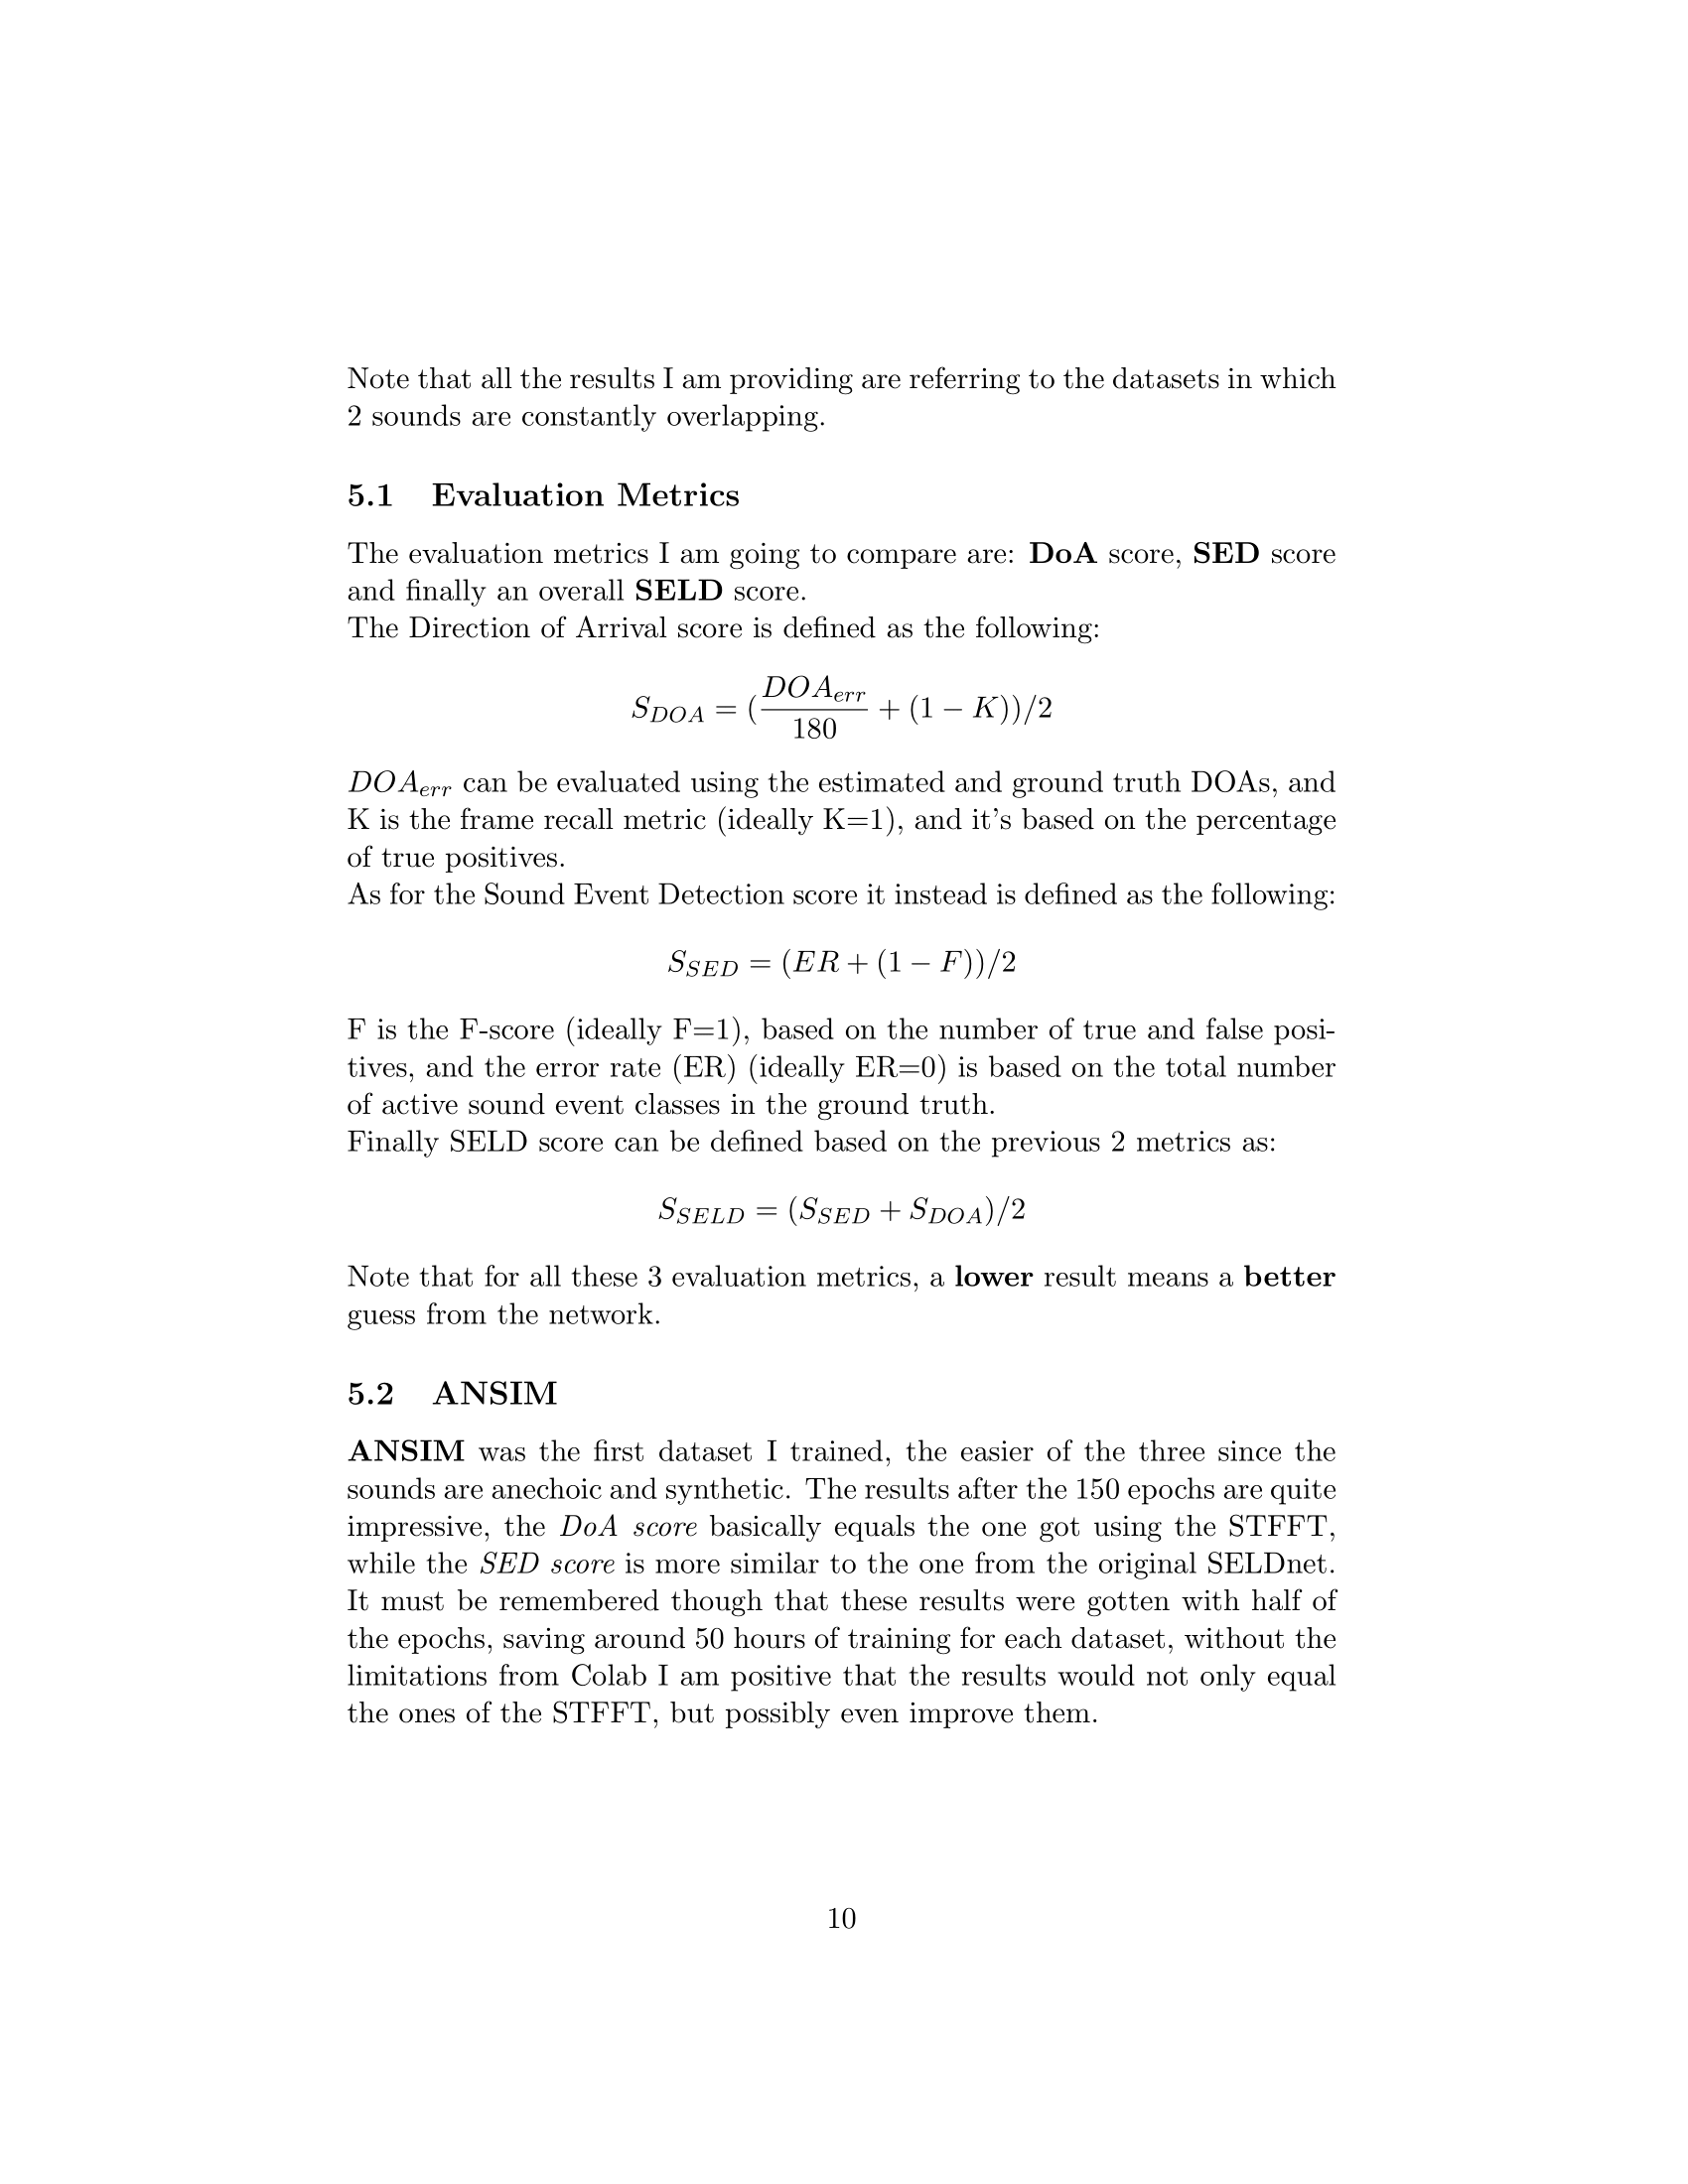 Note that all the results I am providing are referring to the datasets in which
2 sounds are constantly overlapping.
5.1 Evaluation Metrics
The evaluation metrics I am going to compare are: DoA score, SED score
and finally an overall SELD score.
The Direction of Arrival score is defined as the following:
S_{DOA} = (\frac{DOA_{err}}{180} + (1 − K))/2
DOA_{err} can be evaluated using the estimated and ground truth DOAs, and
K is the frame recall metric (ideally K=1), and it's based on the percentage
of true positives.
As for the Sound Event Detection score it instead is defined as the following:
S_{SED} = (ER + (1 − F))/2
F is the F-score (ideally F=1), based on the number of true and false posi-
tives, and the error rate (ER) (ideally ER=0) is based on the total number
of active sound event classes in the ground truth.
Finally SELD score can be defined based on the previous 2 metrics as:
S_{SELD} = (S_{SED} + S_{DOA})/2
Note that for all these 3 evaluation metrics, a lower result means a better
guess from the network.
5.2 ANSIM
ANSIM was the first dataset I trained, the easier of the three since the
sounds are anechoic and synthetic. The results after the 150 epochs are quite
impressive, the DoA score basically equals the one got using the STFFT,
while the SED score is more similar to the one from the original SELDnet.
It must be remembered though that these results were gotten with half of
the epochs, saving around 50 hours of training for each dataset, without the
limitations from Colab I am positive that the results would not only equal
the ones of the STFFT, but possibly even improve them.
10